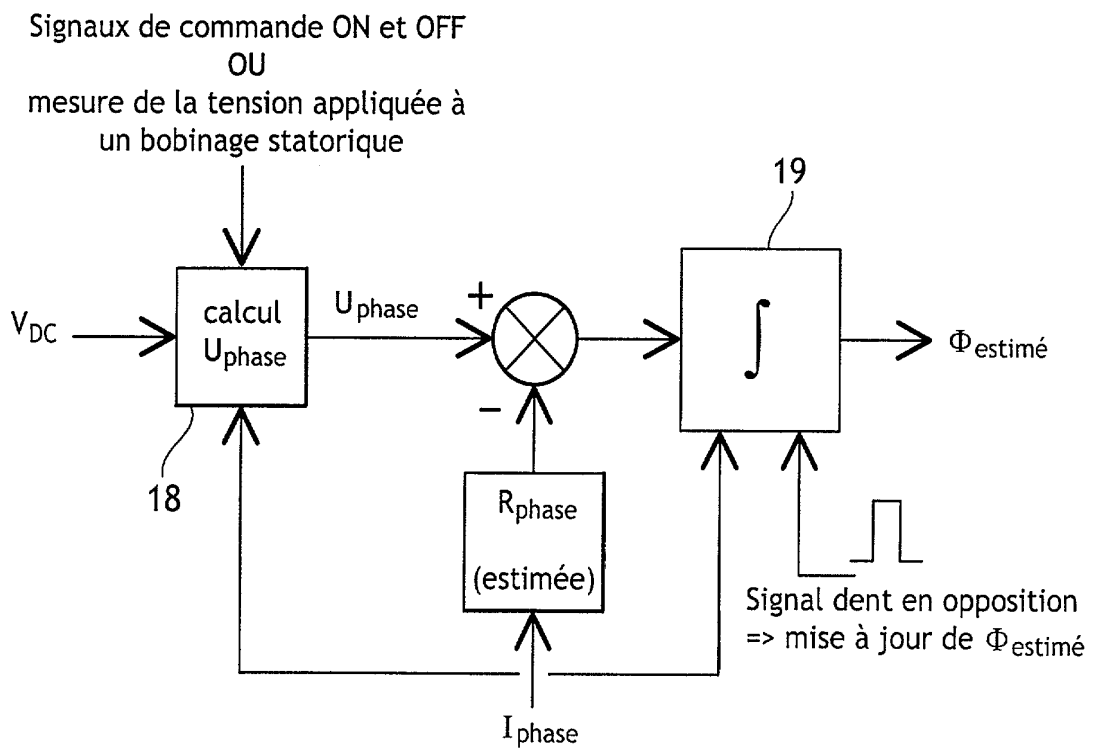 Signaux de commande ON et OFF
OU
mesure de la tension appliquée à
un bobinage statorique
19
V_DC
calcul
U_phase
U_phase
+
∫
Φ_estimé
−
18
R_phase
(estimée)
Signal dent en opposition
=> mise à jour de Φ_estimé
I_phase